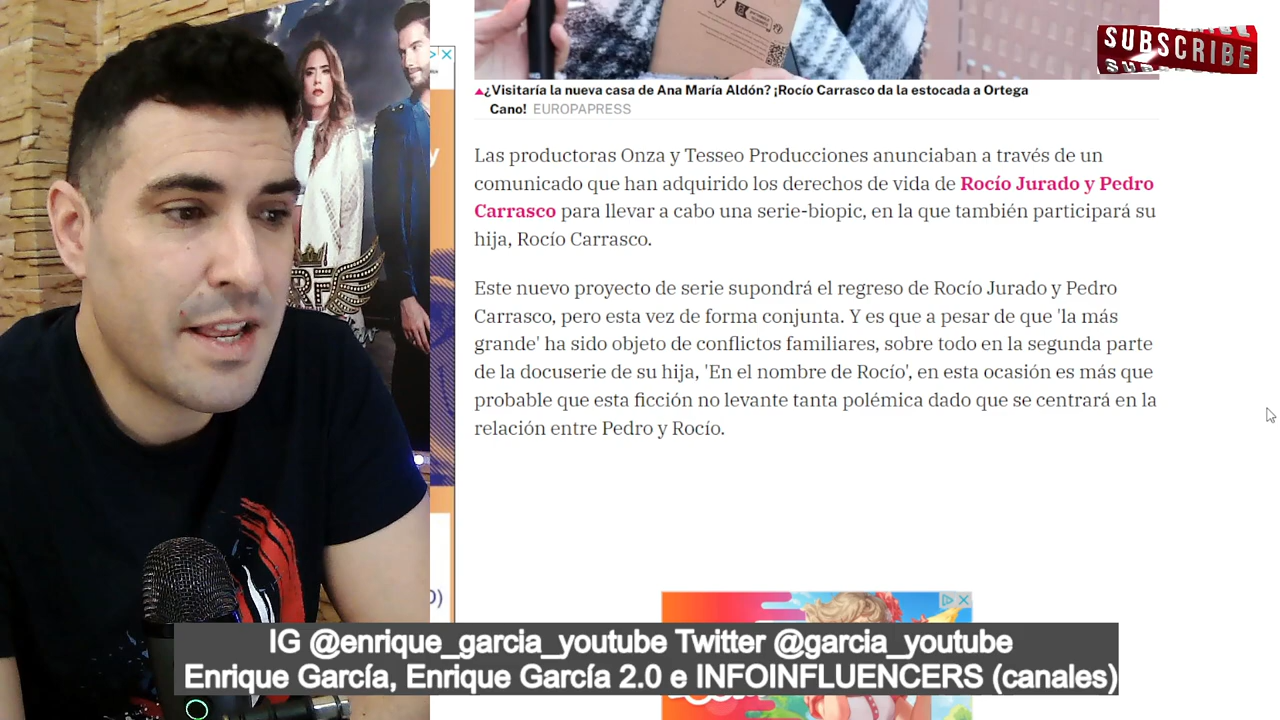 SUBSCRIBE
¿Visitaría la nueva casa de Ana María Aldón? ¡Rocío Carrasco da la estocada a Ortega
Cano! EUROPAPRESS
Las productoras Onza y Tesseo Producciones anunciaban a través de un
comunicado que han adquirido los derechos de vida de Rocío Jurado y Pedro
Carrasco para llevar a cabo una serie-biopic, en la que también participará su
hija, Rocío Carrasco.
Este nuevo proyecto de serie supondrá el regreso de Rocío Jurado y Pedro
Carrasco, pero esta vez de forma conjunta. Y es que a pesar de que 'la más
grande' ha sido objeto de conflictos familiares, sobre todo en la segunda parte
de la docuserie de su hija, 'En el nombre de Rocío', en esta ocasión es más que
probable que esta ficción no levante tanta polémica dado que se centrará en la
relación entre Pedro y Rocío.
IG @enrique_garcia_youtube Twitter @garcia_youtube
Enrique García, Enrique García 2.0 e INFOINFLUENCERS (canales)